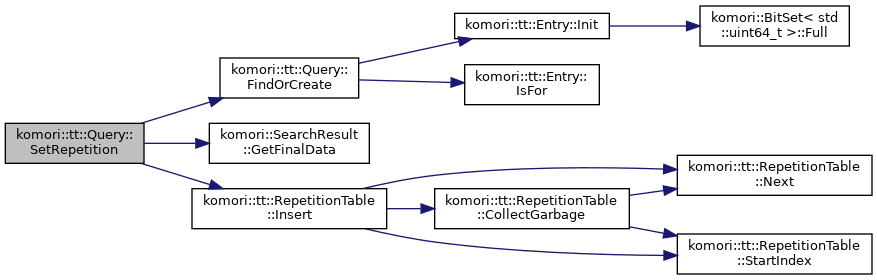 komori::tt::Query::
SetRepetition
komori::tt::Query::
FindOrCreate
komori::tt::Entry::Init
komori::BitSet< std
::uint64_t >::Full
komori::tt::Entry::
IsFor
komori::SearchResult
::GetFinalData
komori::tt::RepetitionTable
::Insert
komori::tt::RepetitionTable
::CollectGarbage
komori::tt::RepetitionTable
::Next
komori::tt::RepetitionTable
::StartIndex